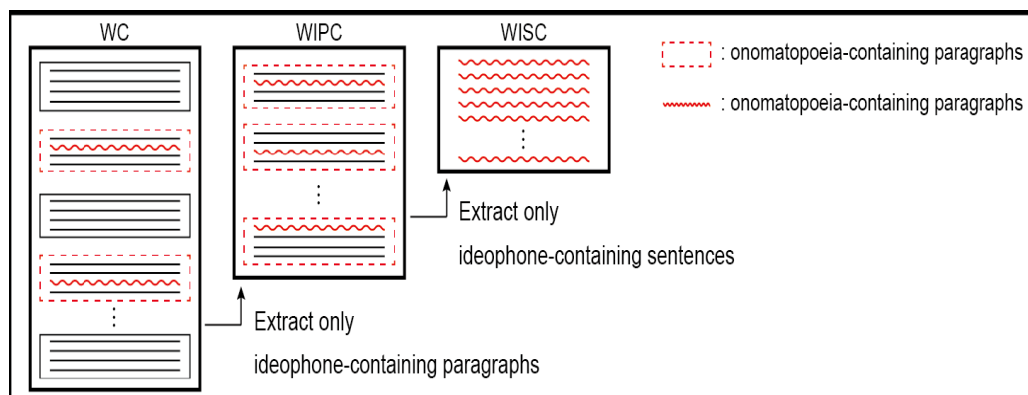 WC
WIPC
WISC
: onomatopoeia-containing paragraphs
: onomatopoeia-containing paragraphs
Extract only
ideophone-containing sentences
Extract only
ideophone-containing paragraphs